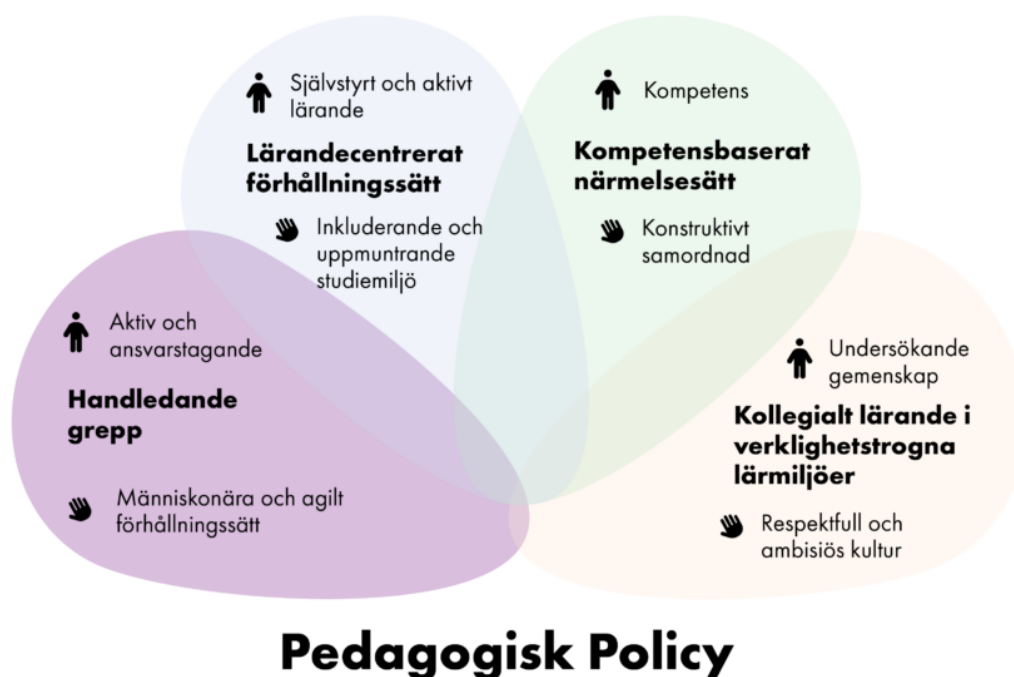 Självstyrt och aktivt
lärande
Lärandecentrerat
förhållningssätt
Inkluderande och
uppmuntrande
studiemiljö
Kompetens
Kompetensbaserat
närmelsesätt
Konstruktivt
samordnad
Aktiv och
ansvarstagande
Handledande
grepp
Människonära och agilt
förhållningssätt
Undersökande
gemenskap
Kollegialt lärande i
verklighetstrogna
lärmiljöer
Respektfull och
ambisiös kultur
Pedagogisk Policy